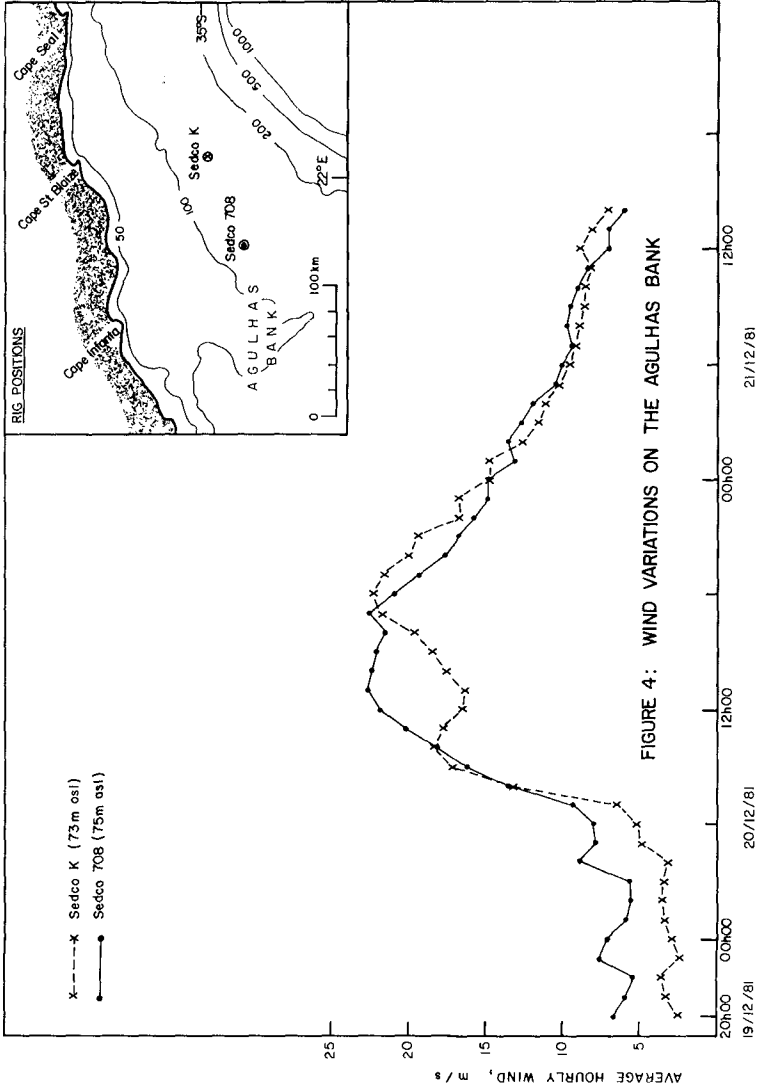 RIG POSITIONS
Cape Infanta
Cape St Blaize
Cape Seal
50
100
200
500
1000
35°S
22°E
Sedco K
Sedco 708
AGULHAS
BANK
0
100 km
x----x Sedco K (73m asl)
Sedco 708 (75m asl)
AVERAGE HOURLY WIND, m/s
25
20
15
10
5
20h00
00h00
12h00
00h00
12h00
19/12/81
20/12/81
21/12/81
FIGURE 4: WIND VARIATIONS ON THE AGULHAS BANK